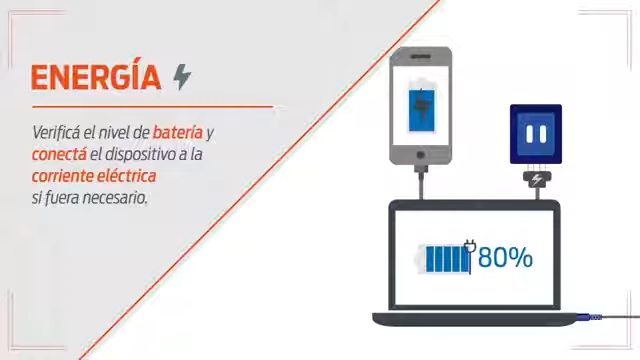 ENERGÍA
Verificá el nivel de batería y
conectá el dispositivo a la
corriente eléctrica
si fuera necesario.
80%